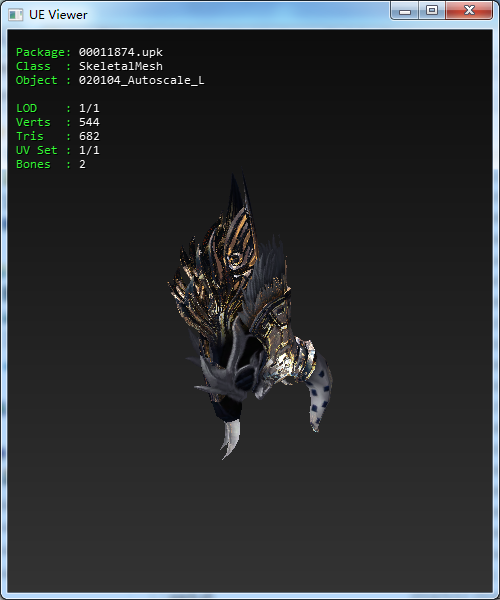 UE Viewer
Package: 00011874.upk
Class : SkeletalMesh
Object : 020104_Autoscale_L
LOD : 1/1
Verts : 544
Tris : 682
UV Set : 1/1
Bones : 2